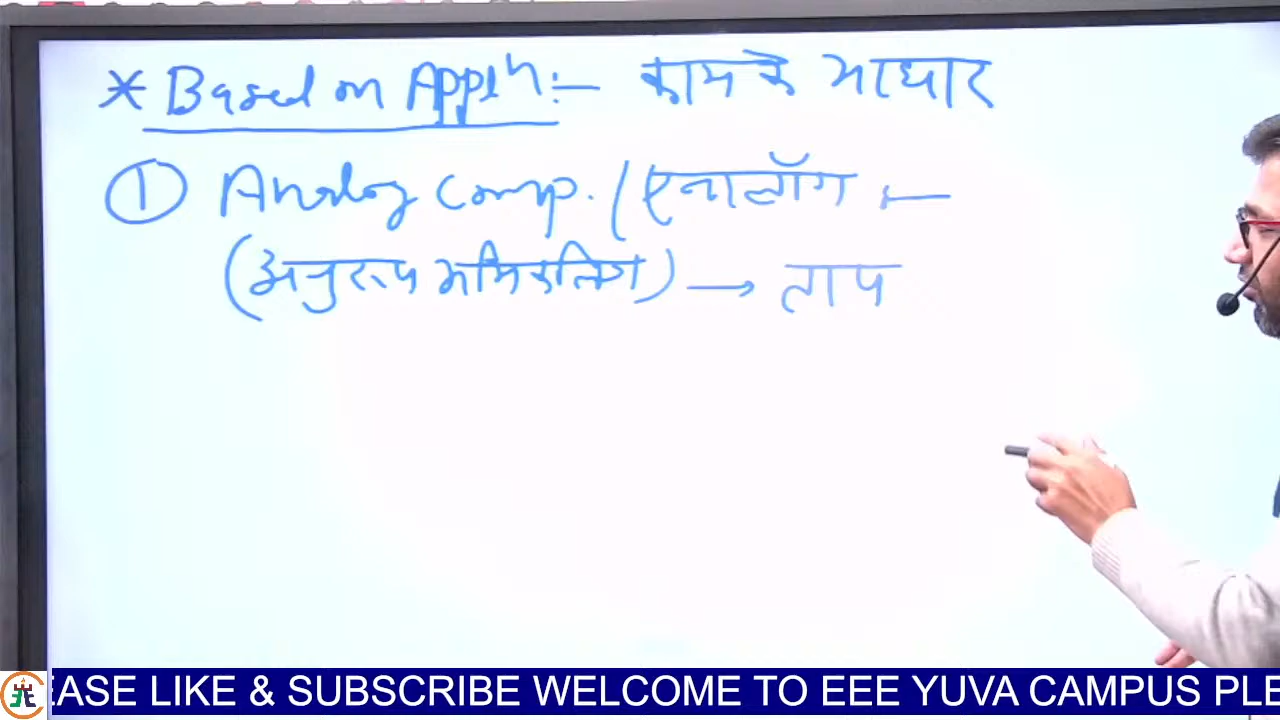 * Based on Appln:- काम के आधार
① Analog Comp. / एनालॉग :-
(अनुरूप अभिकलित्र) → ताप
EASE LIKE & SUBSCRIBE WELCOME TO EEE YUVA CAMPUS PLE